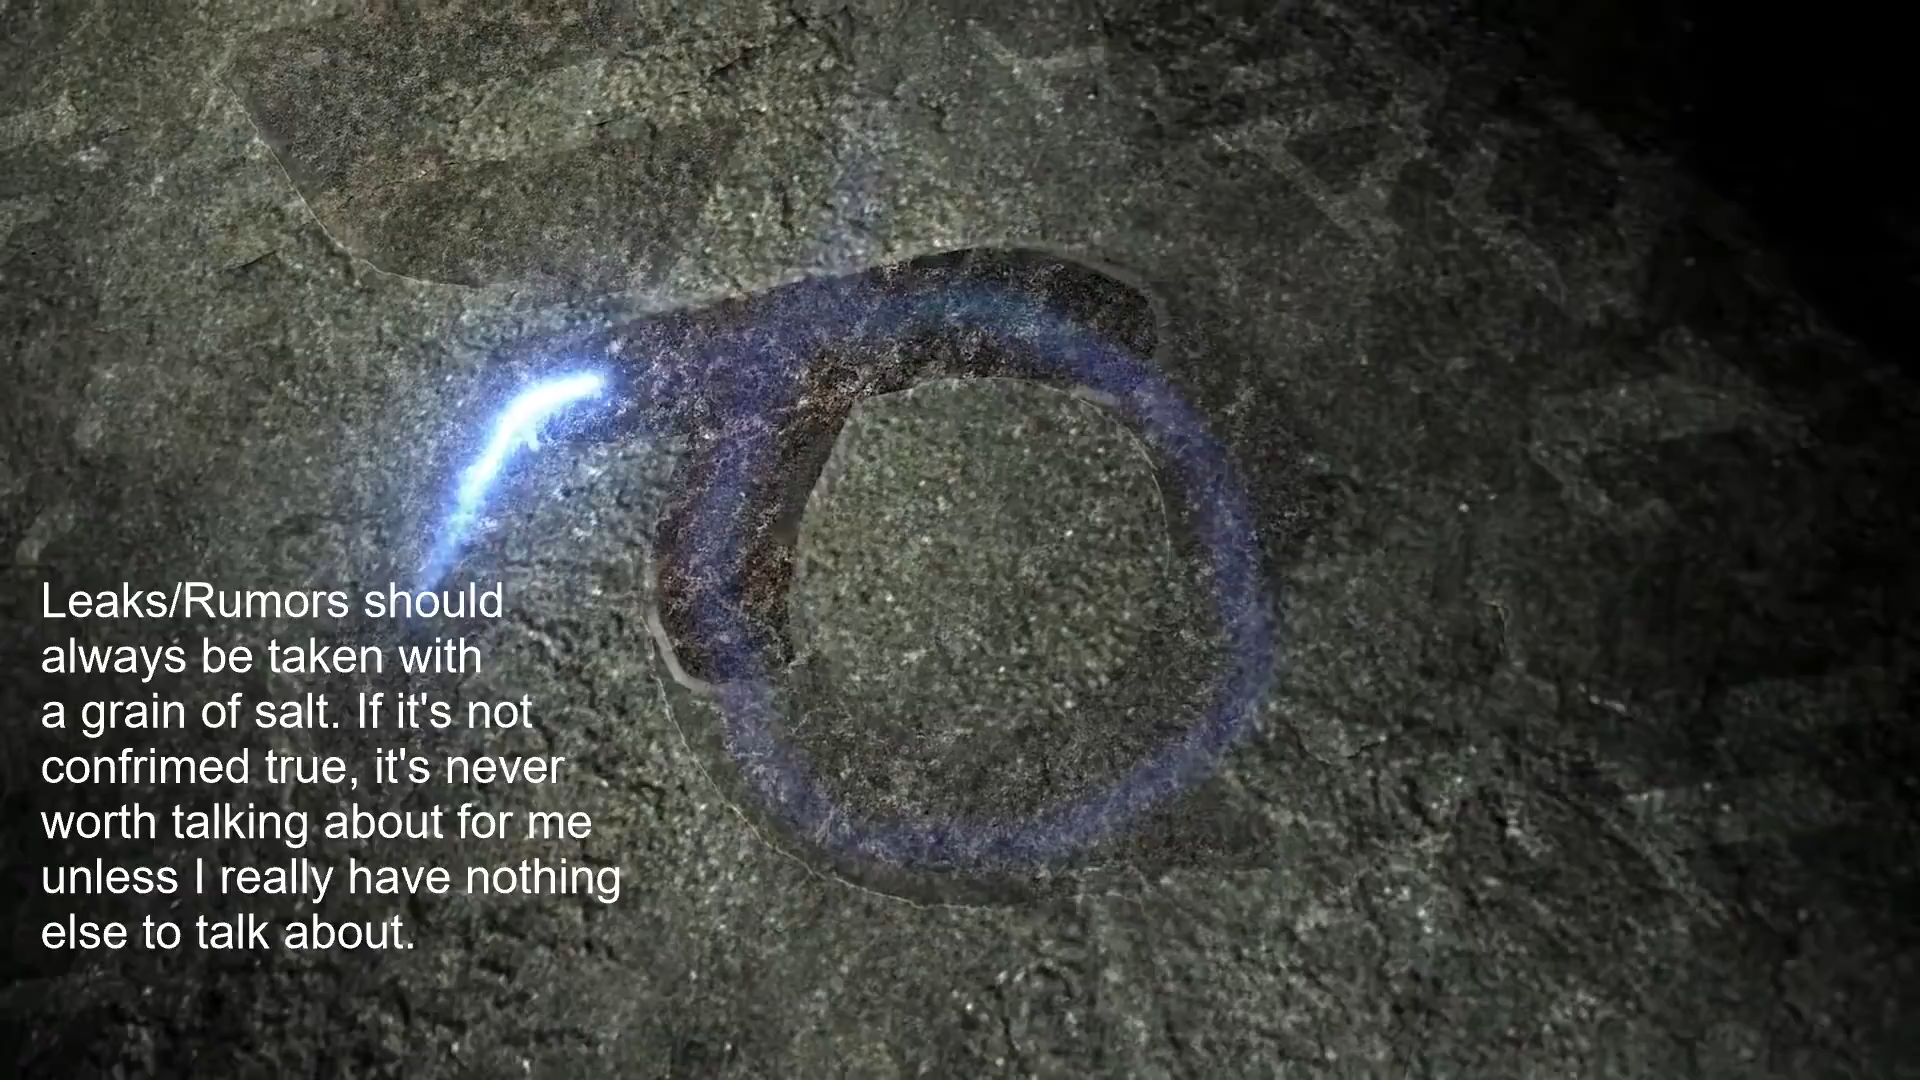 Leaks/Rumors should
always be taken with
a grain of salt. If it's not
confrimed true, it's never
worth talking about for me
unless I really have nothing
else to talk about.